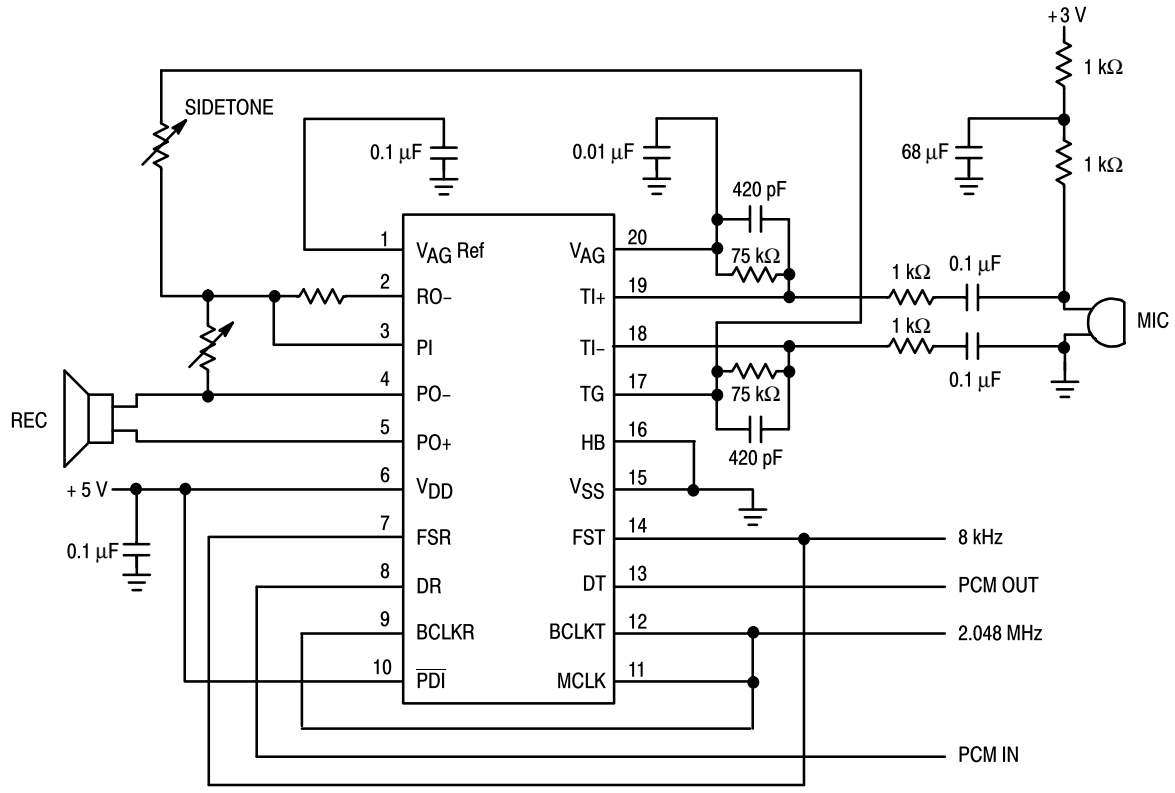 +3 V
1 kΩ
SIDETONE
0.1 µF
0.01 µF
68 µF
1 kΩ
420 pF
1
V_AG Ref
V_AG
20
75 kΩ
2
RO−
TI+
19
1 kΩ
0.1 µF
3
PI
TI−
18
1 kΩ
MIC
4
PO−
TG
17
75 kΩ
0.1 µF
REC
5
PO+
HB
16
420 pF
+ 5 V
6
V_DD
V_SS
15
7
FSR
FST
14
8 kHz
0.1 µF
8
DR
DT
13
PCM OUT
9
BCLKR
BCLKT
12
2.048 MHz
10
PDI
MCLK
11
PCM IN